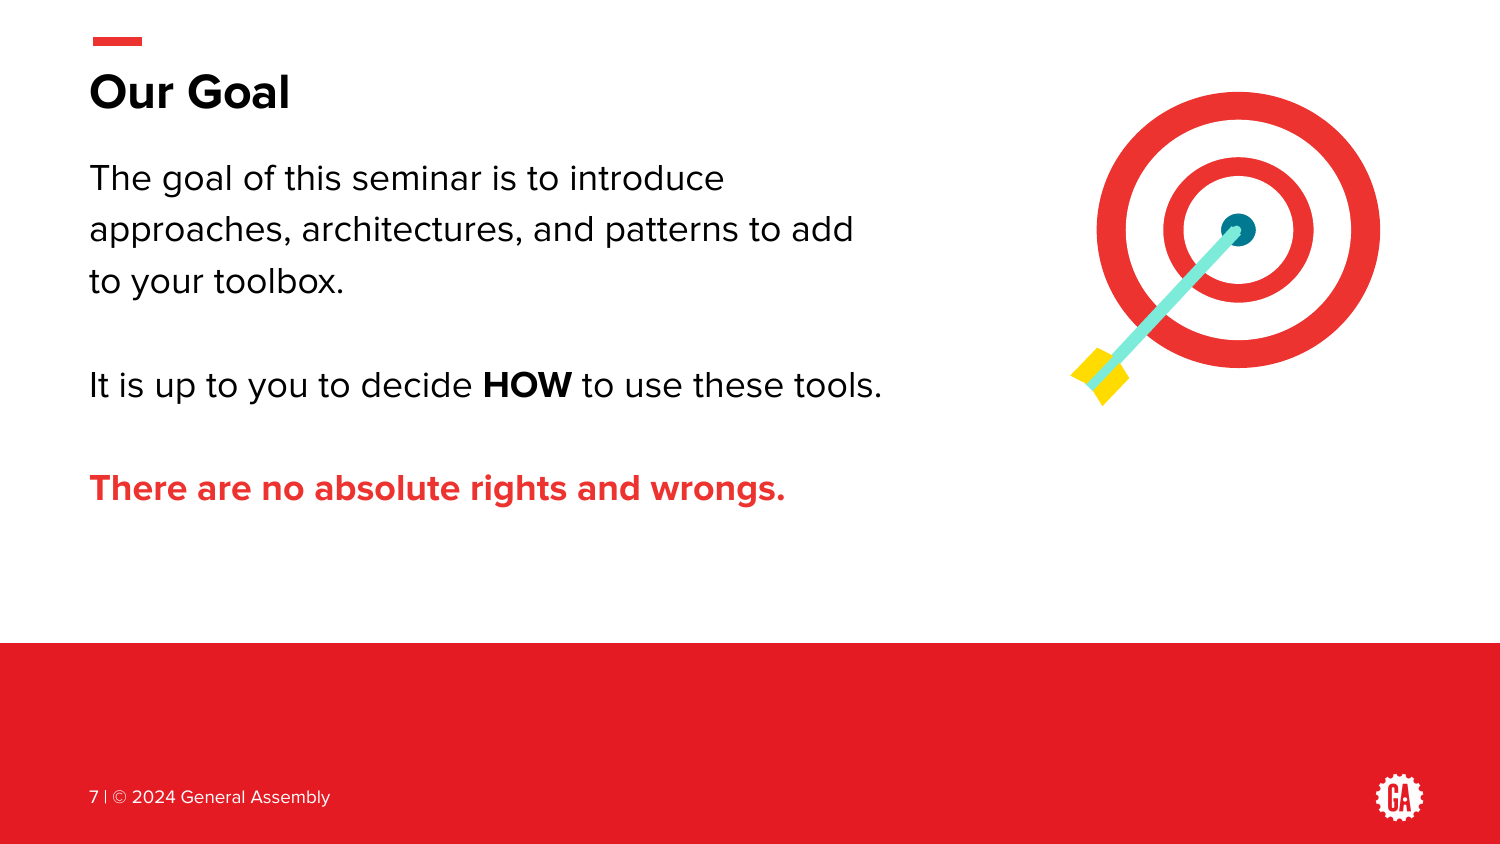 Our Goal
The goal of this seminar is to introduce
approaches, architectures, and patterns to add
to your toolbox.
It is up to you to decide HOW to use these tools.
There are no absolute rights and wrongs.
7 | © 2024 General Assembly
GA